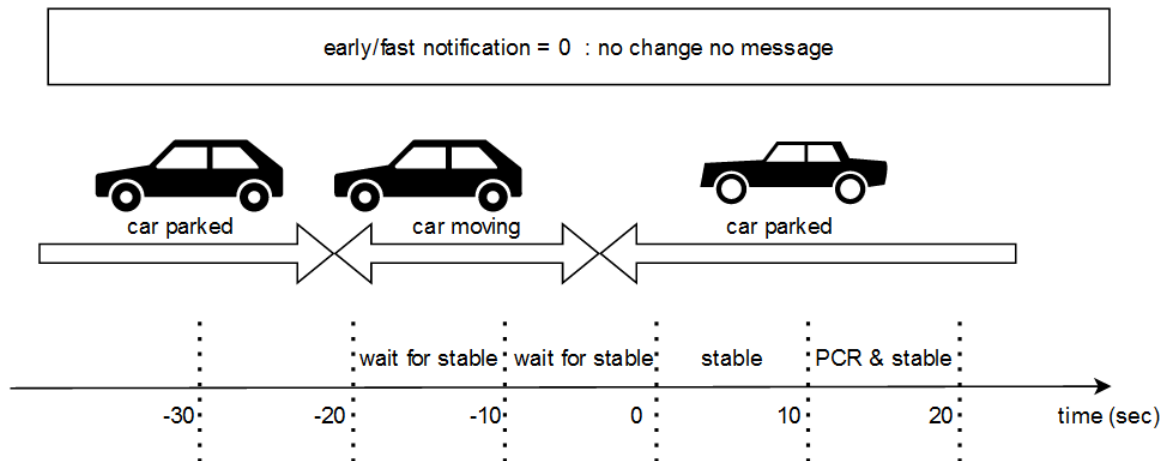 early/fast notification = 0 : no change no message
car parked
car moving
car parked
wait for stable
wait for stable
stable
PCR & stable
-30
-20
-10
0
10
20
time (sec)